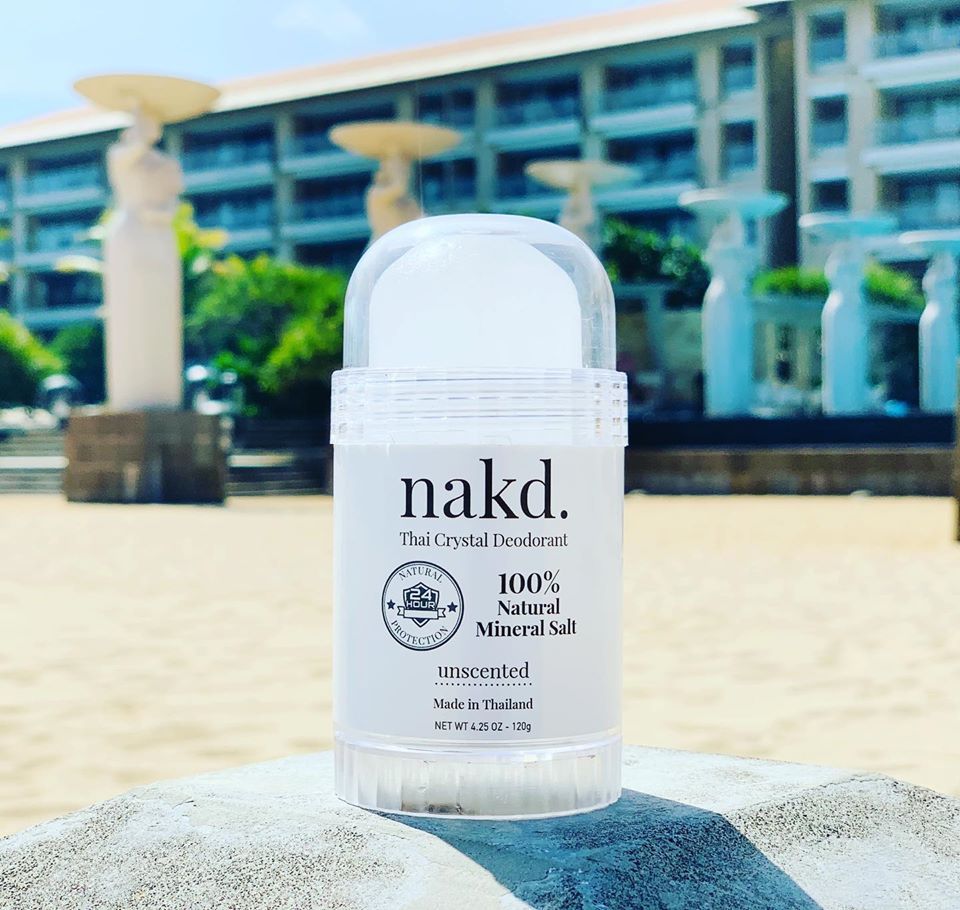 nakd.
Thai Crystal Deodorant
NATURAL
24
HOUR
PROTECTION
100%
Natural
Mineral Salt
unscented
Made in Thailand
NET WT 4.25 OZ - 120g